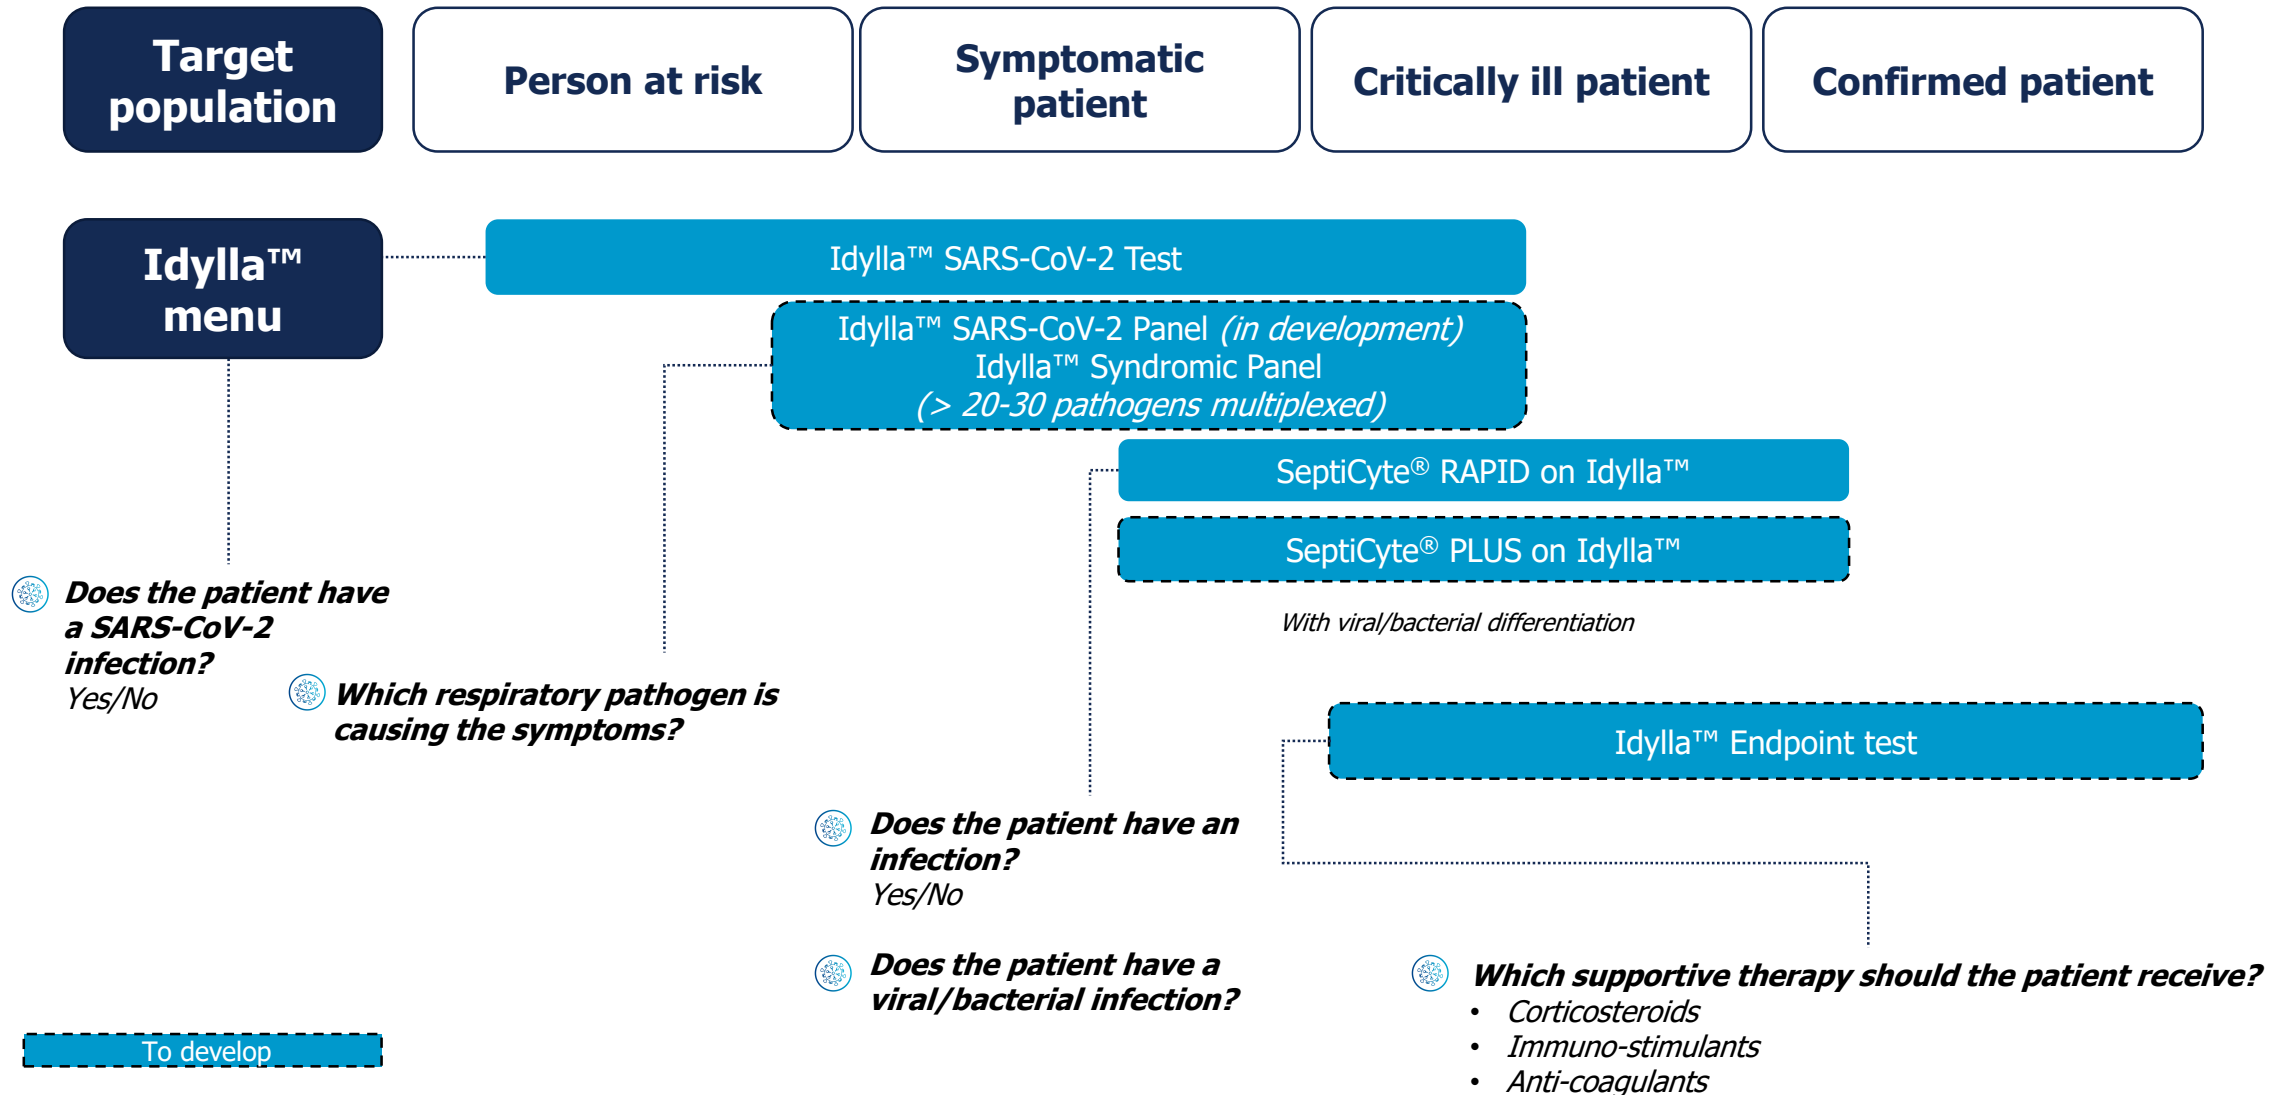 Target
population
Person at risk
Symptomatic
patient
Critically ill patient
Confirmed patient
Idylla™
menu
Idylla™ SARS-CoV-2 Test
Idylla™ SARS-CoV-2 Panel (in development)
Idylla™ Syndromic Panel
(> 20-30 pathogens multiplexed)
SeptiCyte® RAPID on Idylla™
SeptiCyte® PLUS on Idylla™
With viral/bacterial differentiation
Does the patient have
a SARS-CoV-2
infection?
Yes/No
Which respiratory pathogen is
causing the symptoms?
Idylla™ Endpoint test
Does the patient have an
infection?
Yes/No
Does the patient have a
viral/bacterial infection?
Which supportive therapy should the patient receive?
• Corticosteroids
• Immuno-stimulants
• Anti-coagulants
To develop